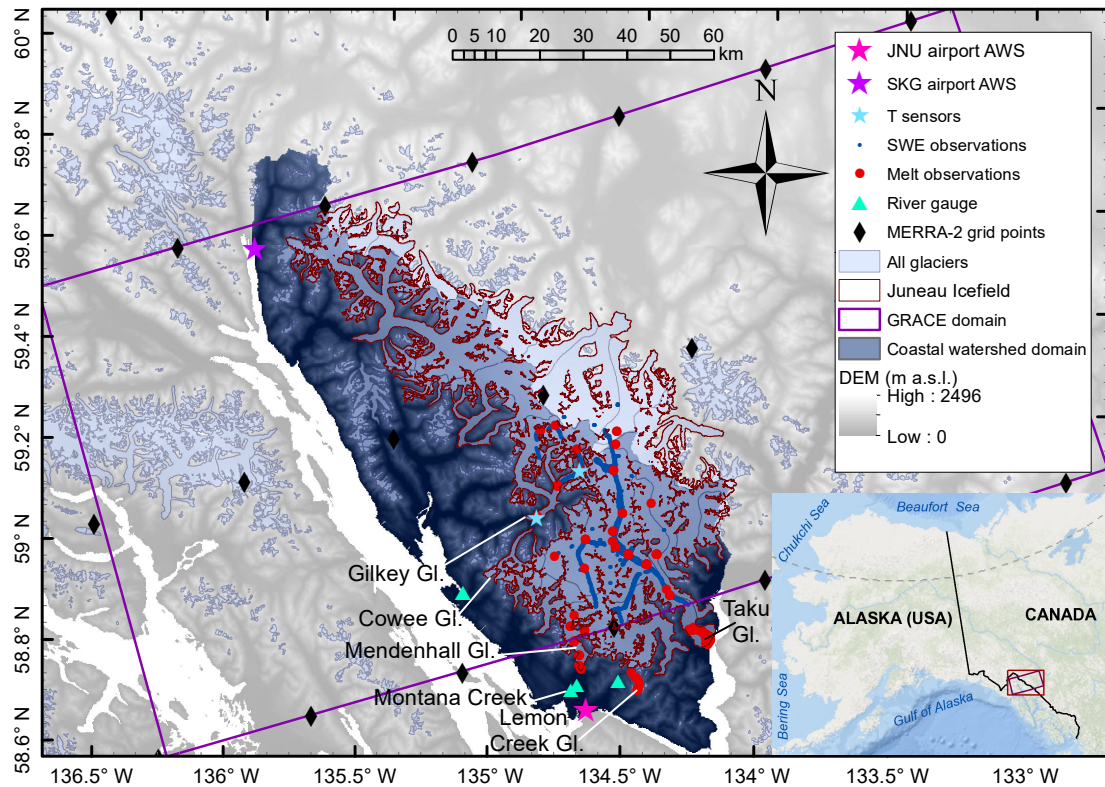 0 10 20 30 40 50 60
km
N
JNU airport AWS
SKG airport AWS
T sensors
SWE observations
Melt observations
River gauge
MERRA-2 grid points
All glaciers
Juneau Icefield
GRACE domain
Coastal watershed domain
DEM (m a.s.l.)
High : 2496
Low : 0
60° N
59.8° N
59.6° N
59.4° N
59.2° N
59° N
58.8° N
58.6° N
Gilkey Gl.
Cowee Gl.
Mendenhall Gl.
Montana Creek
Lemon
Creek Gl.
Taku
Gl.
Beaufort Sea
Chukchi Sea
ALASKA (USA)
CANADA
Bering Sea
Gulf of Alaska
136.5° W 136° W 135.5° W 135° W 134.5° W 134° W 133.5° W 133° W